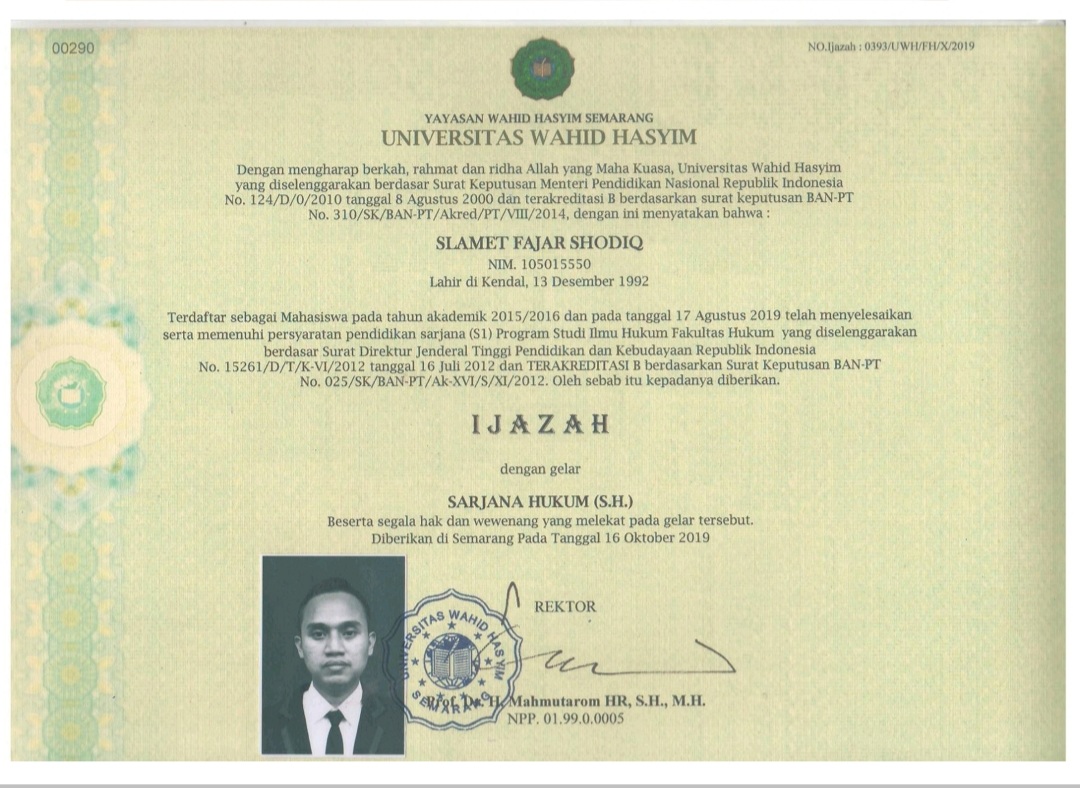 00290
NO.Ijazah : 0393/UWH/FH/X/2019
YAYASAN WAHID HASYIM SEMARANG
UNIVERSITAS WAHID HASYIM
Dengan mengharap berkah, rahmat dan ridha Allah yang Maha Kuasa, Universitas Wahid Hasyim
yang diselenggarakan berdasar Surat Keputusan Menteri Pendidikan Nasional Republik Indonesia
No. 124/D/0/2010 tanggal 8 Agustus 2000 dan terakreditasi B berdasarkan surat keputusan BAN-PT
No. 310/SK/BAN-PT/Akred/PT/VIII/2014, dengan ini menyatakan bahwa :
SLAMET FAJAR SHODIQ
NIM. 105015550
Lahir di Kendal, 13 Desember 1992
Terdaftar sebagai Mahasiswa pada tahun akademik 2015/2016 dan pada tanggal 17 Agustus 2019 telah menyelesaikan
serta memenuhi persyaratan pendidikan sarjana (S1) Program Studi Ilmu Hukum Fakultas Hukum yang diselenggarakan
berdasar Surat Direktur Jenderal Tinggi Pendidikan dan Kebudayaan Republik Indonesia
No. 15261/D/T/K-VI/2012 tanggal 16 Juli 2012 dan TERAKREDITASI B berdasarkan Surat Keputusan BAN-PT
No. 025/SK/BAN-PT/Ak-XVI/S/XI/2012. Oleh sebab itu kepadanya diberikan.
IJAZAH
dengan gelar
SARJANA HUKUM (S.H.)
Beserta segala hak dan wewenang yang melekat pada gelar tersebut.
Diberikan di Semarang Pada Tanggal 16 Oktober 2019
REKTOR
UNIVERSITAS WAHID HASYIM
SEMARANG
Prof. Dr. H. Mahmutarom HR, S.H., M.H.
NPP. 01.99.0.0005